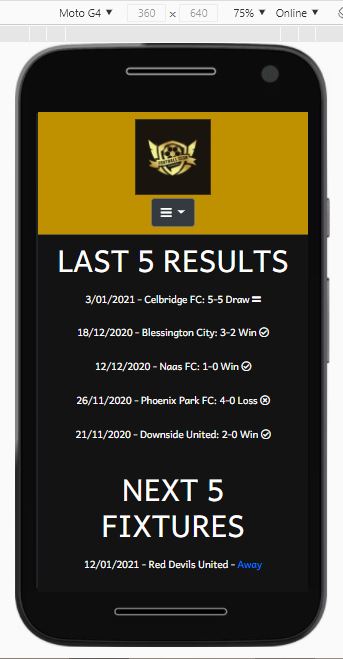 Moto G4 ▼ 360 x 640 75% ▼ Online ▼
FOOTBALL CLUB
LAST 5 RESULTS
3/01/2021 - Celbridge FC: 5-5 Draw
18/12/2020 - Blessington City: 3-2 Win
12/12/2020 - Naas FC: 1-0 Win
26/11/2020 - Phoenix Park FC: 4-0 Loss
21/11/2020 - Downside United: 2-0 Win
NEXT 5
FIXTURES
12/01/2021 - Red Devils United - Away